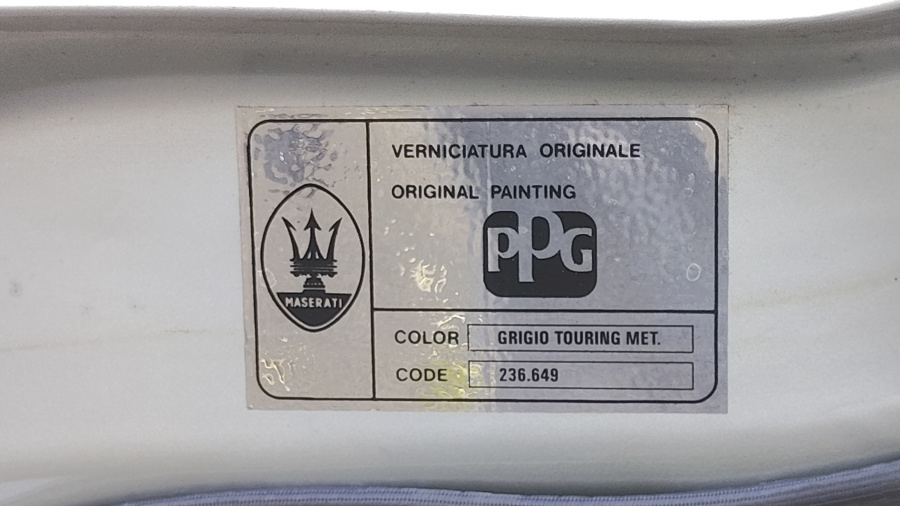 VERNICIATURA ORIGINALE
ORIGINAL PAINTING
PPG
MASERATI
COLOR GRIGIO TOURING MET.
CODE 236.649